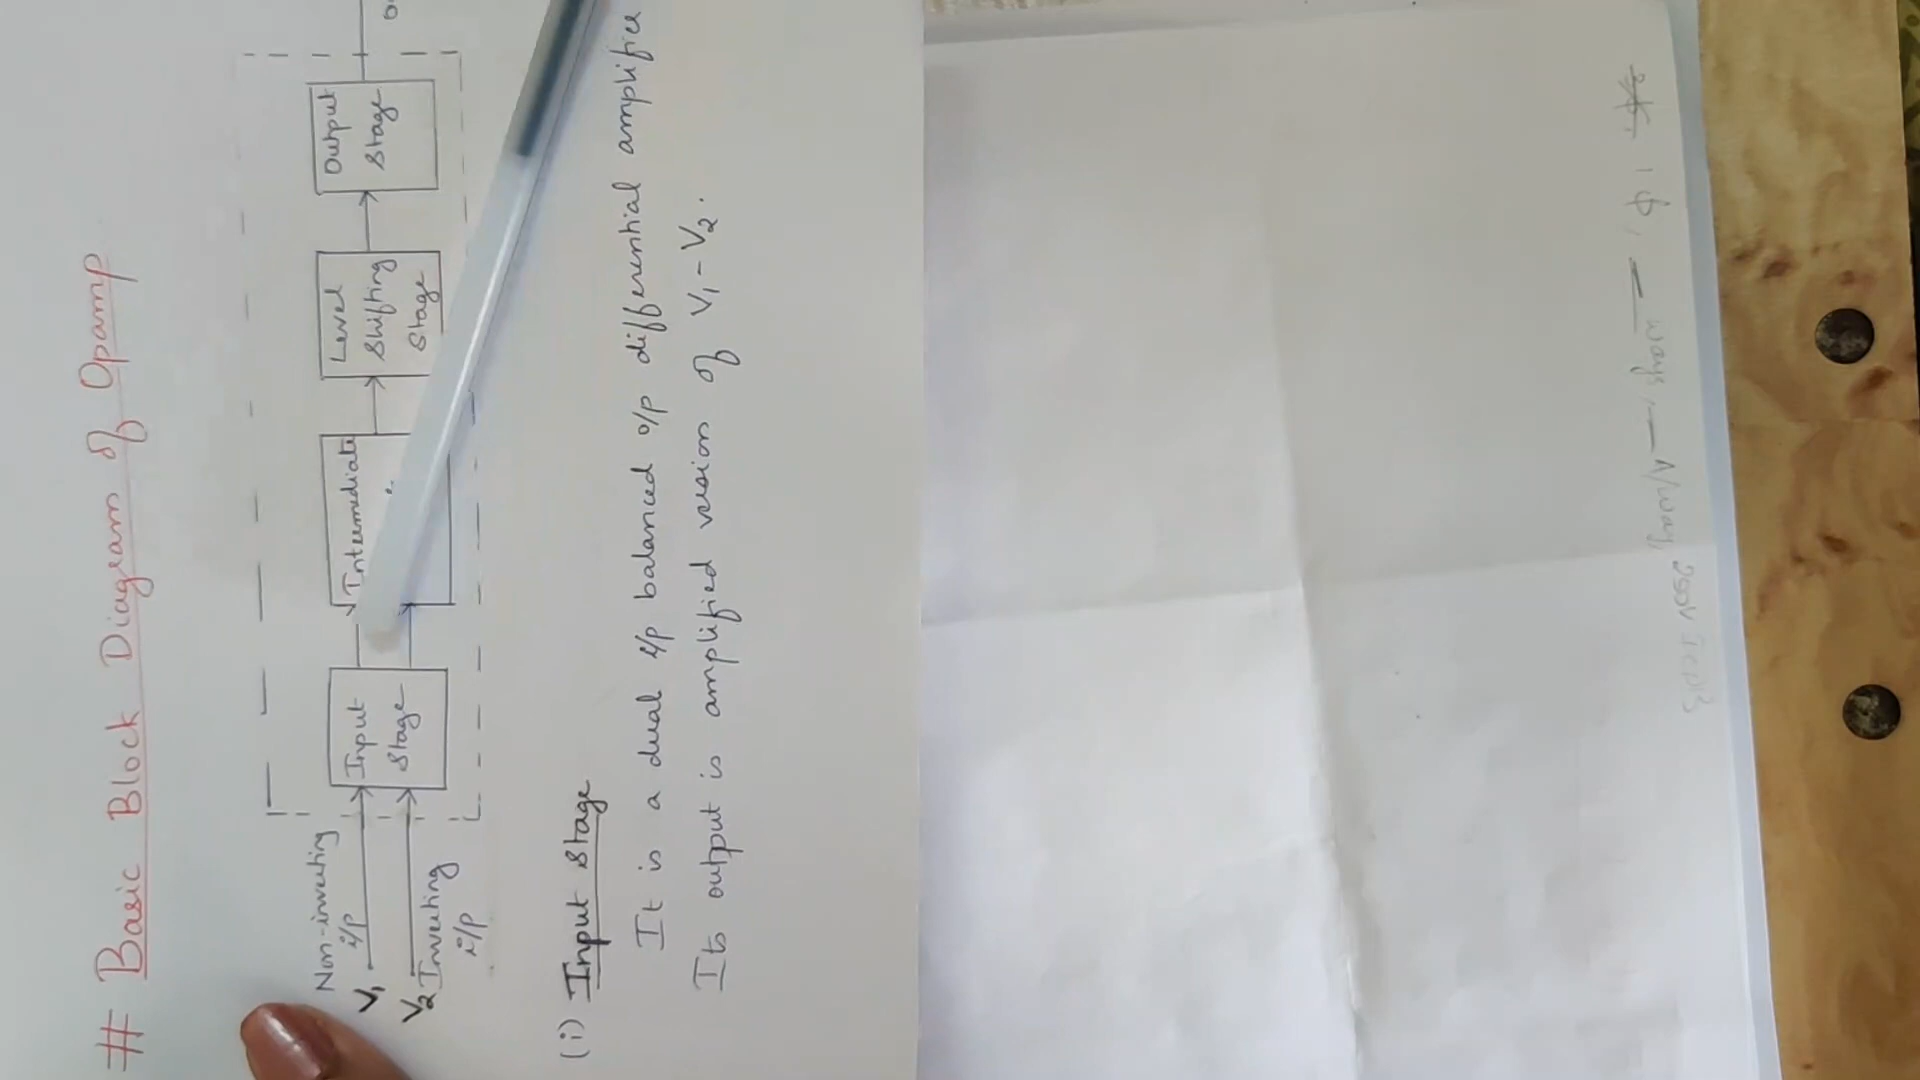 # Basic Block Diagram of Opamp
Non-inverting
i/p
V1
V2 Inverting
i/p
Input
Stage
Intermediate
Level
Shifting
Stage
Output
Stage
(i) Input Stage
It is a dual i/p balanced o/p differential amplifier
Its output is amplified version of V1 - V2.